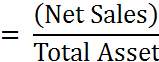 = (Net Sales)
Total Asset